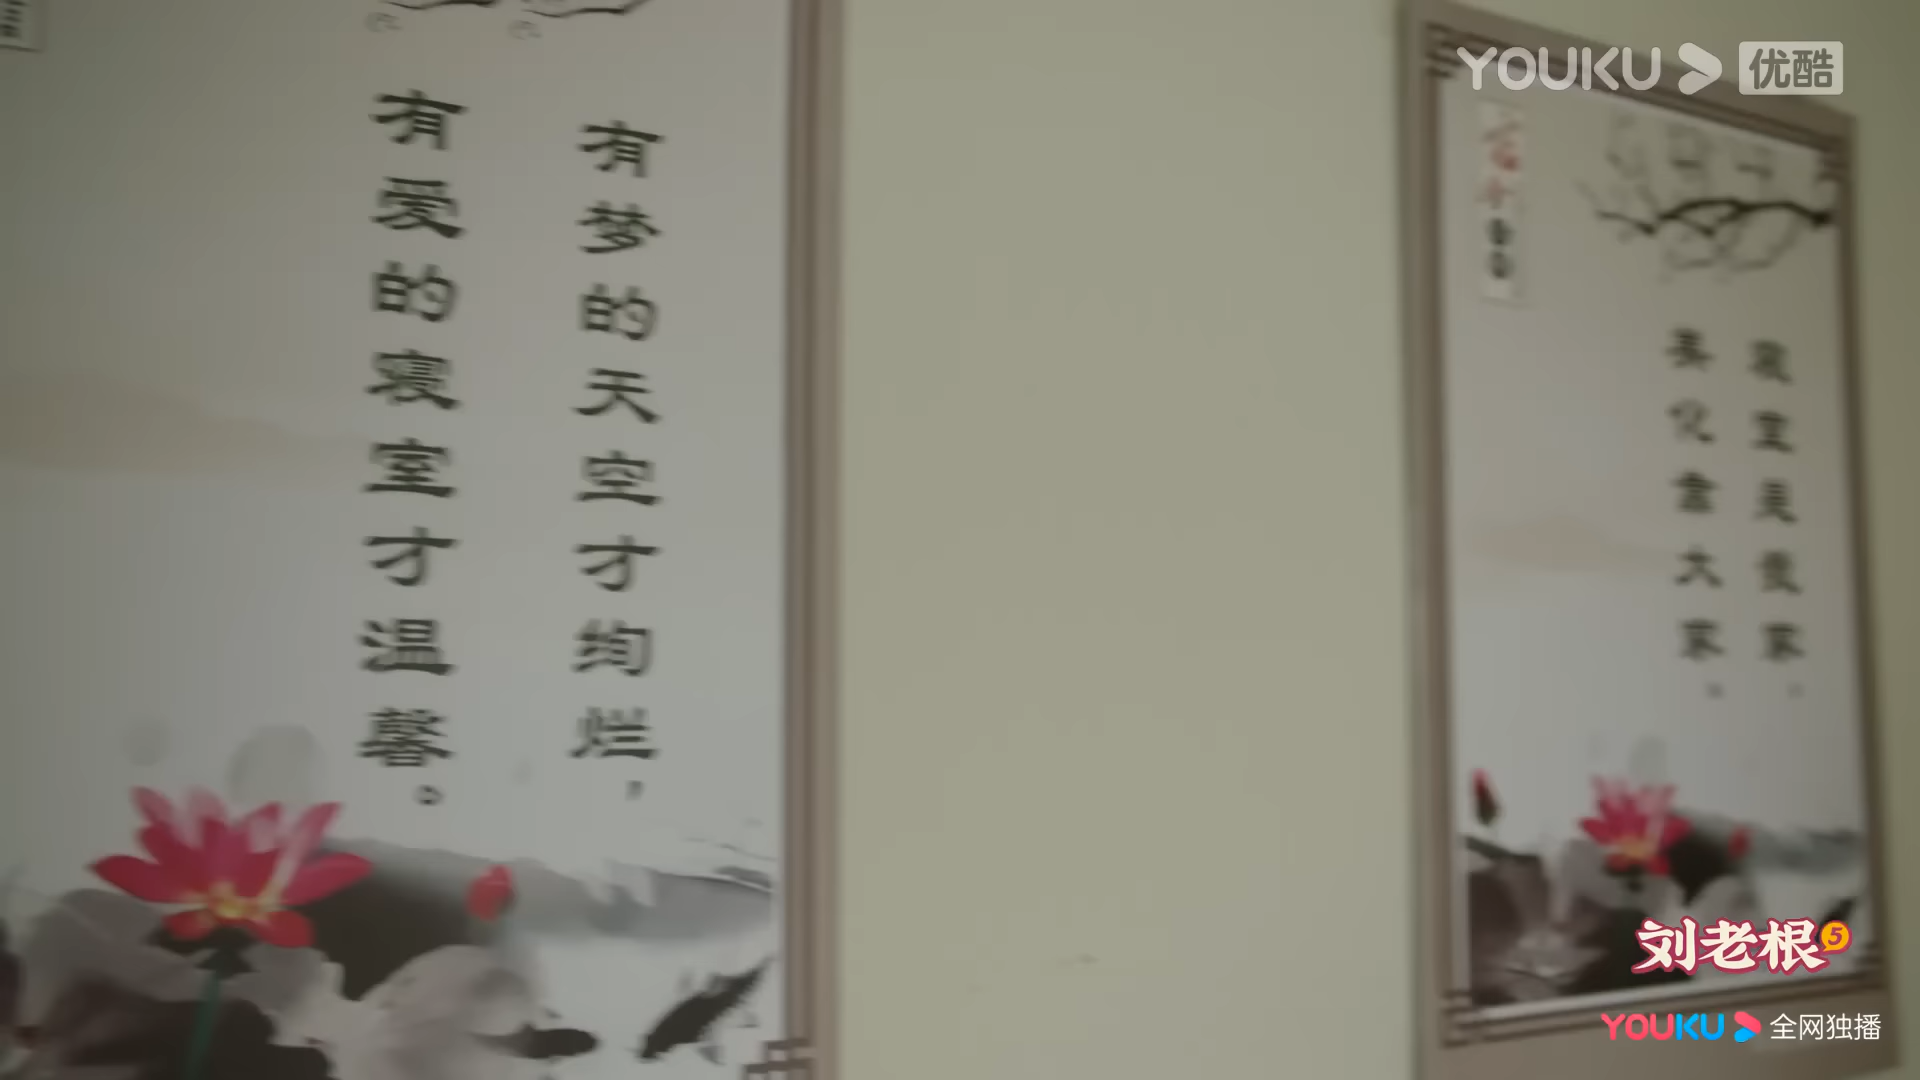 YOUKU 优酷
有梦的天空才绚烂，
有爱的寝室才温馨。
寝室是我家。
美化靠大家。
刘老根5
YOUKU 全网独播